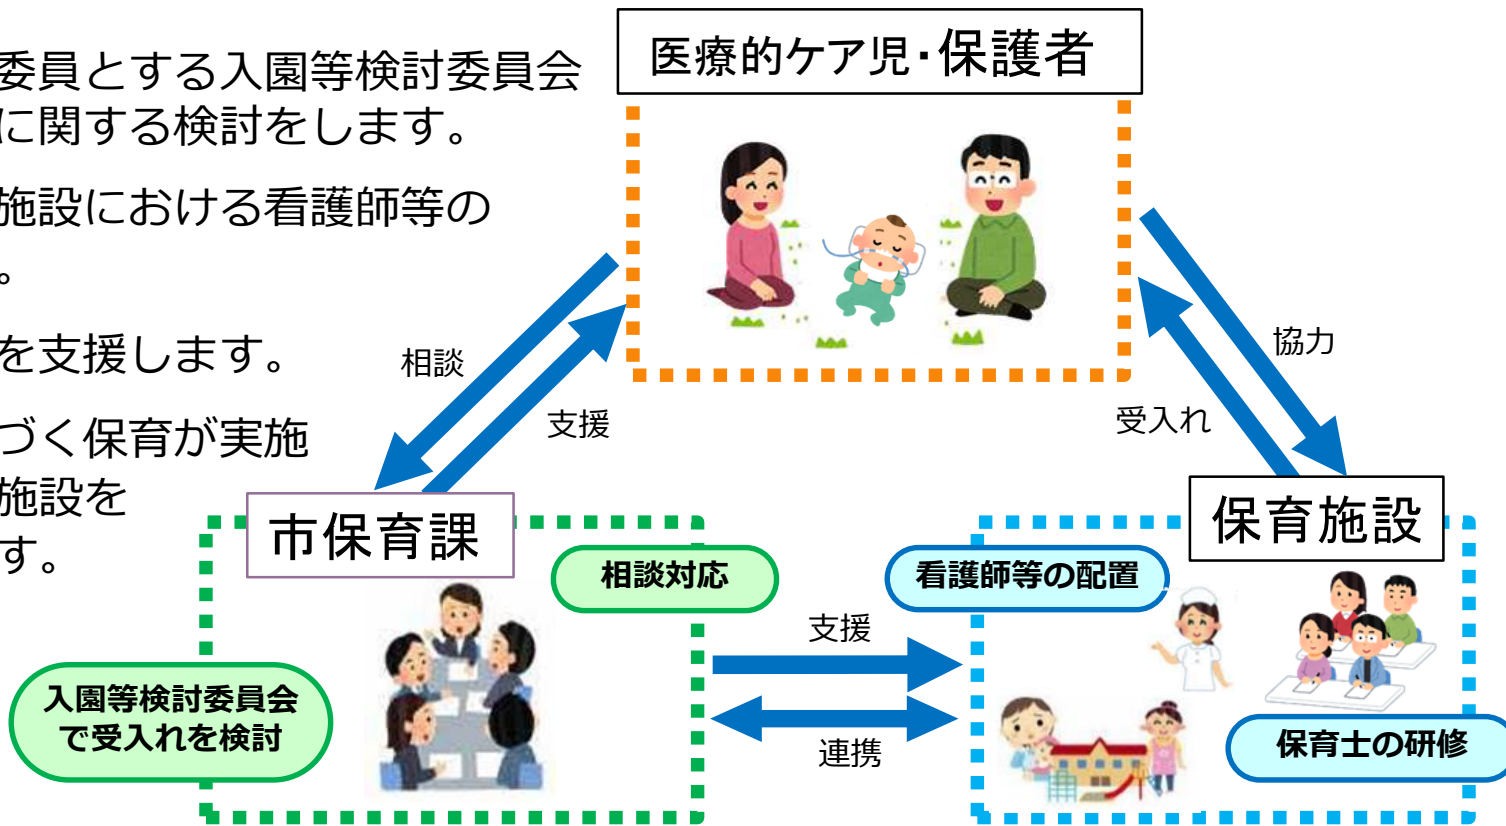 委員とする入園等検討委員会
に関する検討をします。
施設における看護師等の
。
を支援します。
づく保育が実施
施設を
す。
医療的ケア児・保護者
相談
支援
協力
受入れ
市保育課
相談対応
入園等検討委員会
で受入れを検討
支援
連携
保育施設
看護師等の配置
保育士の研修